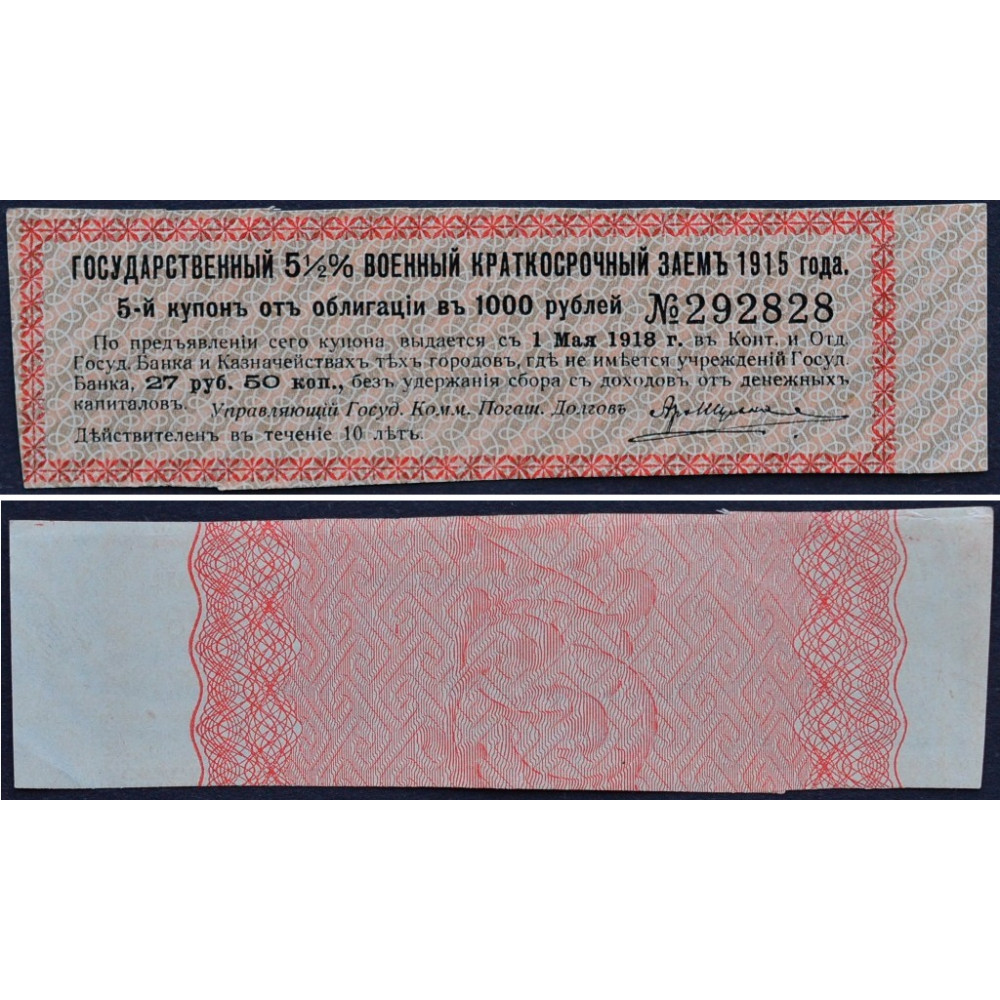 ГОСУДАРСТВЕННЫЙ 5½% ВОЕННЫЙ КРАТКОСРОЧНЫЙ ЗАЕМЪ 1915 года.
5-й купонъ отъ облигаціи въ 1000 рублей №292828
По предъявленіи сего купона, выдается съ 1 Мая 1918 г. въ Конт. и Отд.
Госуд. Банка и Казначействахъ тѣхъ городовъ, гдѣ не имѣется учрежденій Госуд.
Банка, 27 руб. 50 коп., безъ удержанія сбора съ доходовъ отъ денежныхъ
капиталовъ. Управляющій Госуд. Комм. Погаш. Долговъ
Дѣйствителенъ въ теченіе 10 лѣтъ.